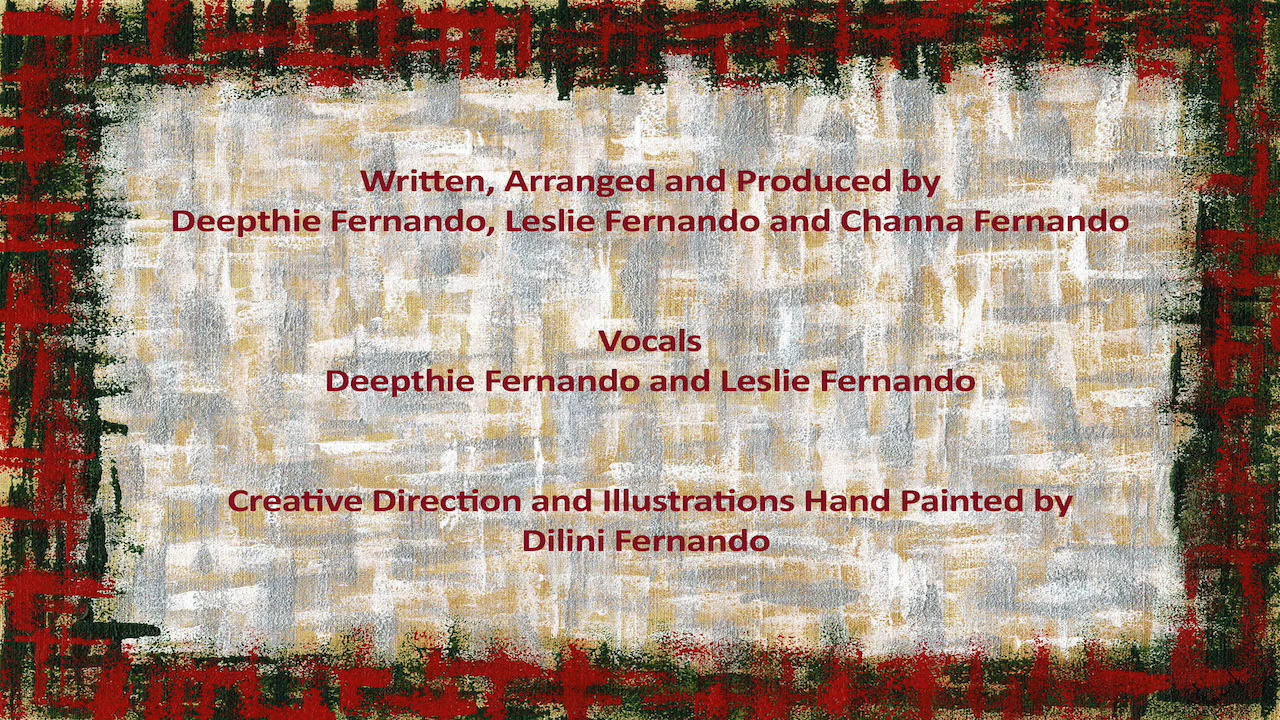 Written, Arranged and Produced by
Deepthie Fernando, Leslie Fernando and Channa Fernando
Vocals
Deepthie Fernando and Leslie Fernando
Creative Direction and Illustrations Hand Painted by
Dilini Fernando